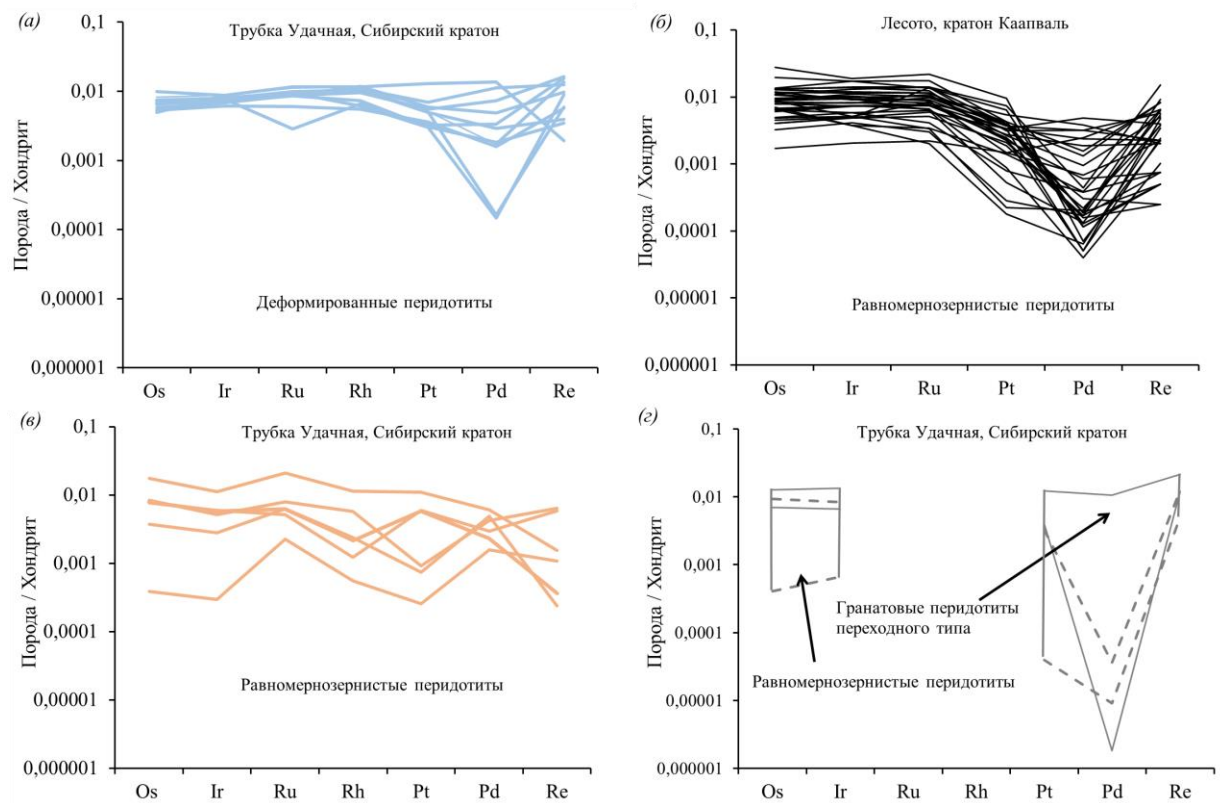 (а)
Трубка Удачная, Сибирский кратон
0,1
0,01
0,001
0,0001
0,00001
0,000001
Порода / Хондрит
Деформированные перидотиты
Os Ir Ru Rh Pt Pd Re
(б)
Лесото, кратон Каапваль
0,1
0,01
0,001
0,0001
0,00001
0,000001
Порода / Хондрит
Равномернозернистые перидотиты
Os Ir Ru Pt Pd Re
(в)
Трубка Удачная, Сибирский кратон
0,1
0,01
0,001
0,0001
0,00001
0,000001
Порода / Хондрит
Равномернозернистые перидотиты
Os Ir Ru Rh Pt Pd Re
(г)
Трубка Удачная, Сибирский кратон
0,1
0,01
0,001
0,0001
0,00001
0,000001
Порода / Хондрит
Гранатовые перидотиты
переходного типа
Равномернозернистые перидотиты
Os Ir Ru Rh Pt Pd Re